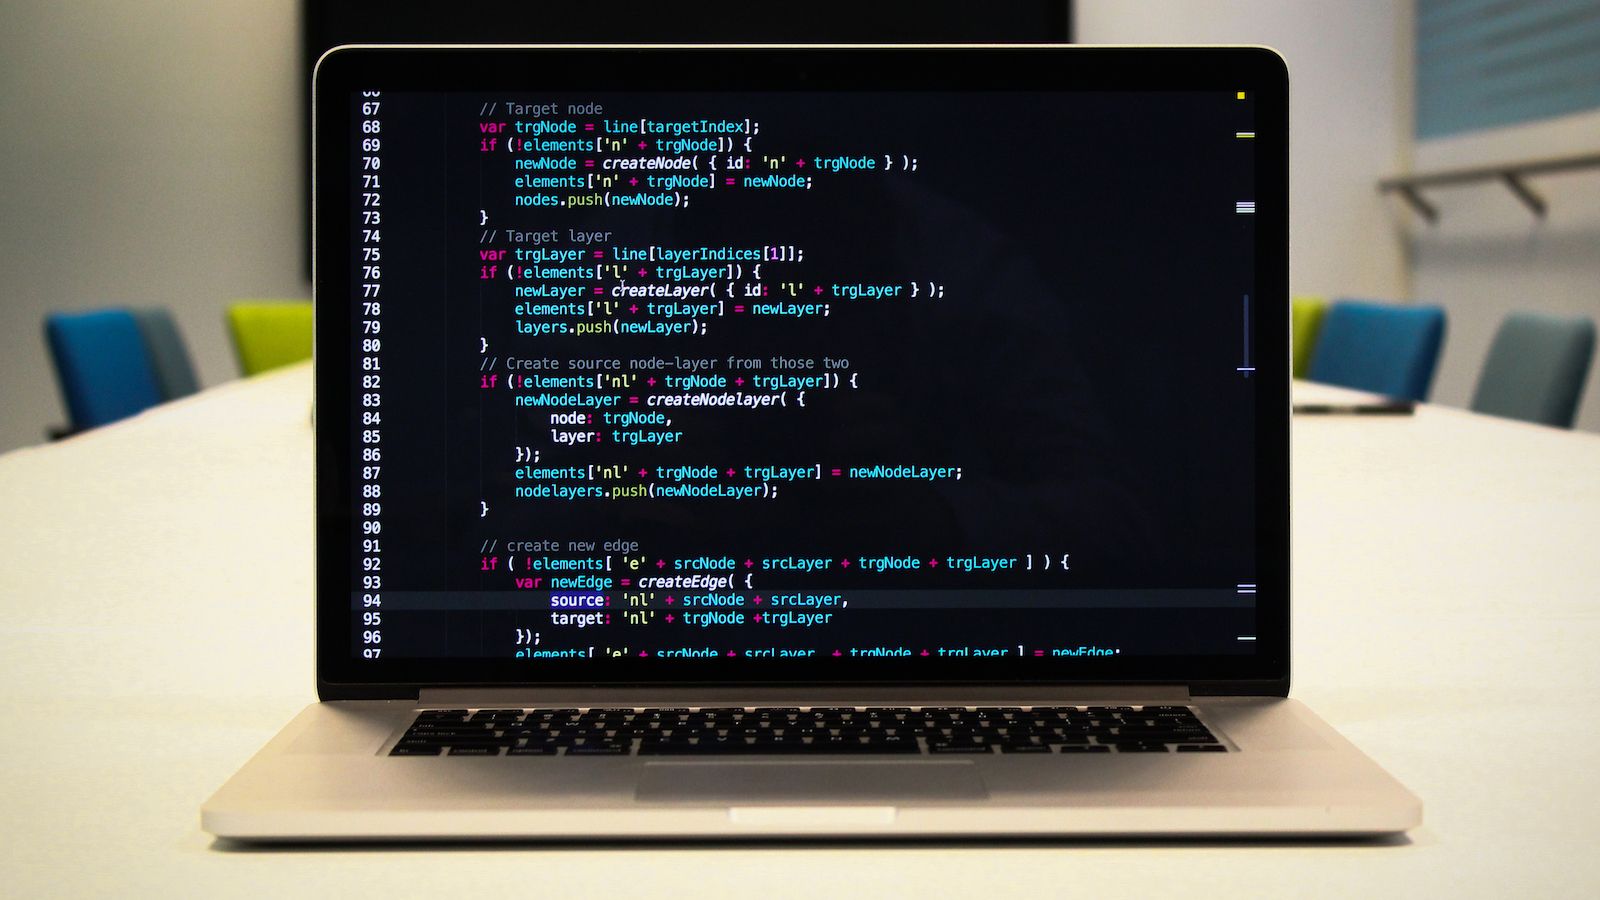 67 // Target node
68 var trgNode = line[targetIndex];
69 if (!elements['n' + trgNode]) {
70 newNode = createNode( { id: 'n' + trgNode } );
71 elements['n' + trgNode] = newNode;
72 nodes.push(newNode);
73 }
74 // Target layer
75 var trgLayer = line[layerIndices[1]];
76 if (!elements['l' + trgLayer]) {
77 newLayer = createLayer( { id: 'l' + trgLayer } );
78 elements['l' + trgLayer] = newLayer;
79 layers.push(newLayer);
80 }
81 // Create source node-layer from those two
82 if (!elements['nl' + trgNode + trgLayer]) {
83 newNodeLayer = createNodelayer( {
84 node: trgNode,
85 layer: trgLayer
86 });
87 elements['nl' + trgNode + trgLayer] = newNodeLayer;
88 nodelayers.push(newNodeLayer);
89 }
90
91 // create new edge
92 if ( !elements[ 'e' + srcNode + srcLayer + trgNode + trgLayer ] ) {
93 var newEdge = createEdge( {
94 source: 'nl' + srcNode + srcLayer,
95 target: 'nl' + trgNode +trgLayer
96 });
97 elements[ 'e' + srcNode + srcLayer + trgNode + trgLayer ] = newEdge;